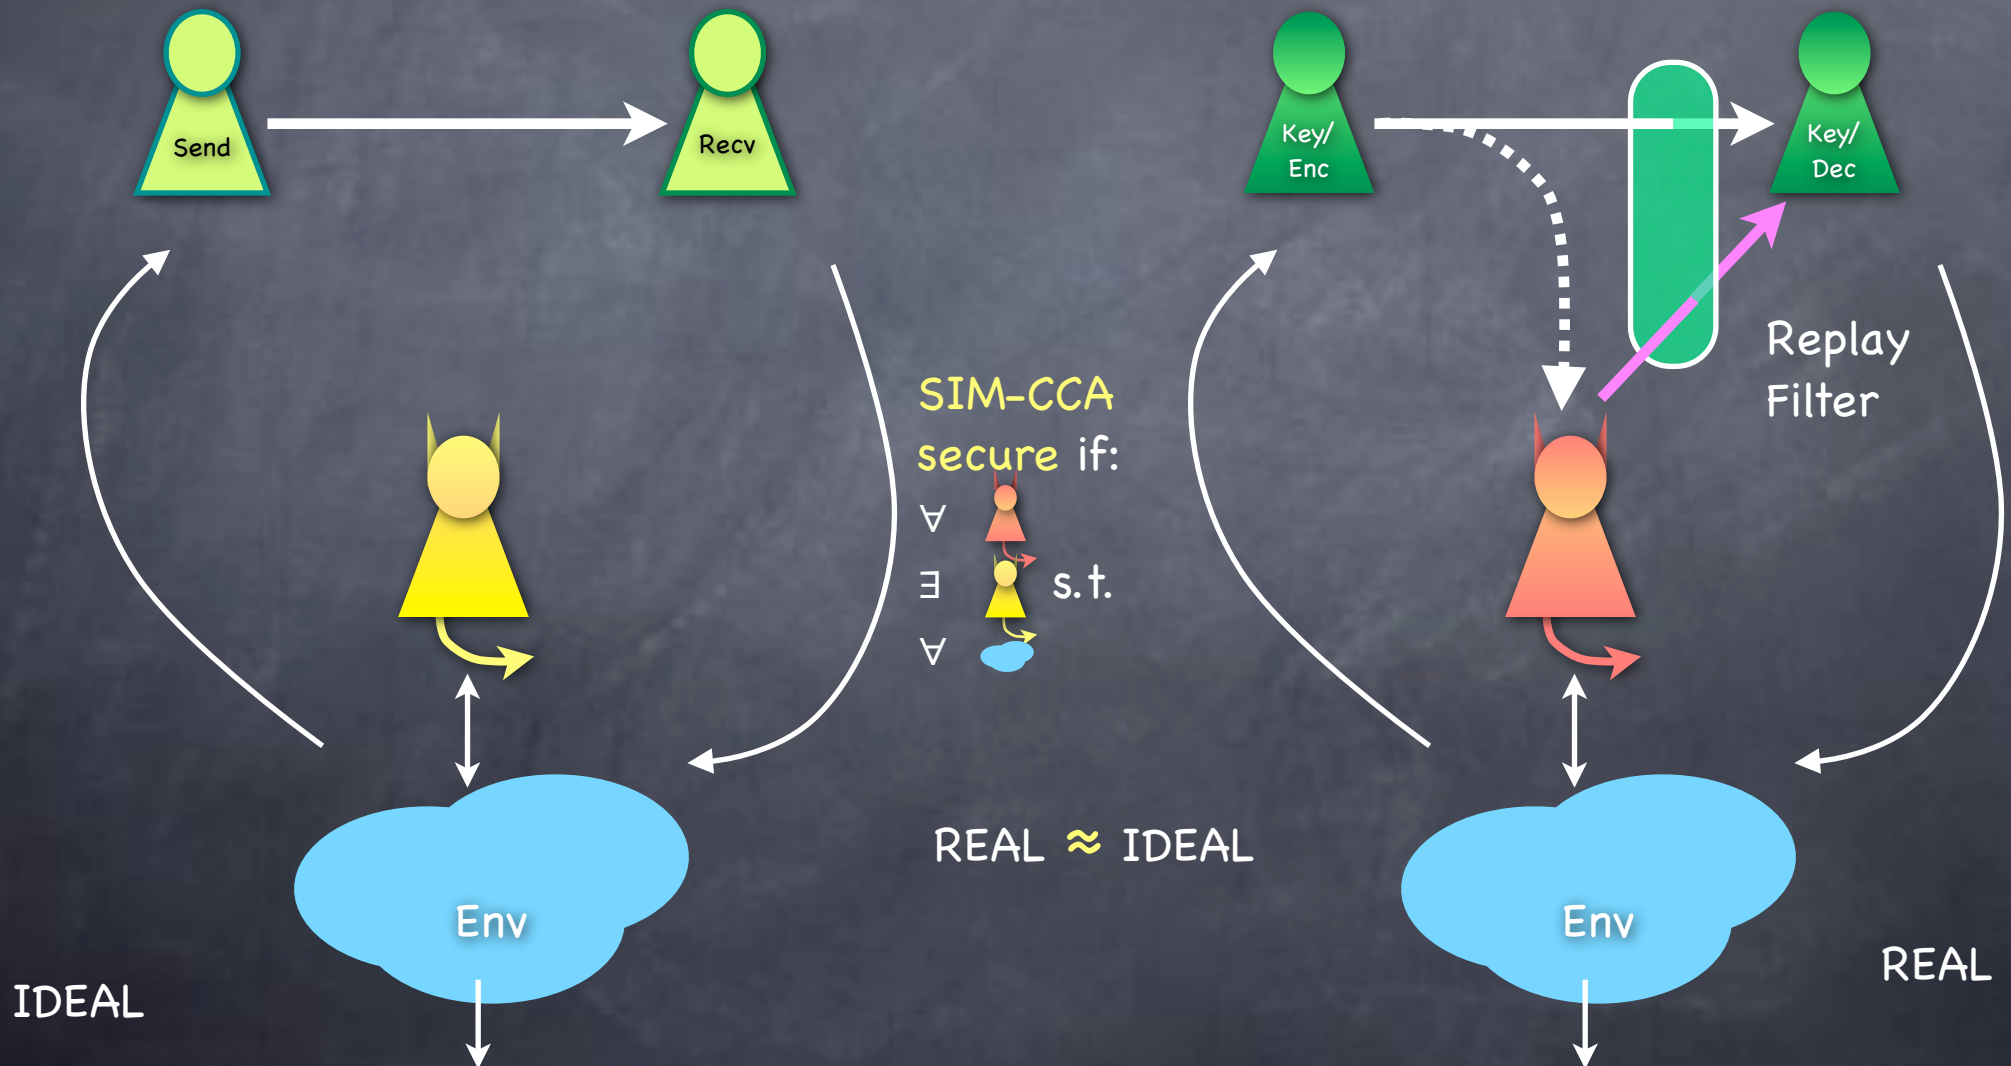 Send
Recv
Key/
Enc
Key/
Dec
Replay
Filter
SIM-CCA
secure if:
∀
∃ s.t.
∀
REAL ≈ IDEAL
Env
Env
IDEAL
REAL